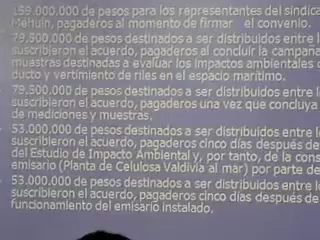 159.000.000 de pesos para los representantes del sindica
Mehuín, pagaderos al momento de firmar el convenio.
79.500.000 de pesos destinados a ser distribuidos entre l
suscribieron el acuerdo, pagaderos al concluir la campaña
muestras destinadas a evaluar los impactos ambientales d
ducto y vertimiento de riles en el espacio marítimo.
79.500.000 de pesos destinados a ser distribuidos entre la
suscribieron el acuerdo, pagaderos una vez que concluya
de mediciones y muestras.
53.000.000 de pesos destinados a ser distribuidos entre lo
suscribieron el acuerdo, pagaderos cinco días después de
del Estudio de Impacto Ambiental y, por tanto, de la cons
emisario (Planta de Celulosa Valdivia al mar) por parte de
53.000.000 de pesos destinados a ser distribuidos entre lo
suscribieron el acuerdo, pagaderos cinco días después de
funcionamiento del emisario instalado.